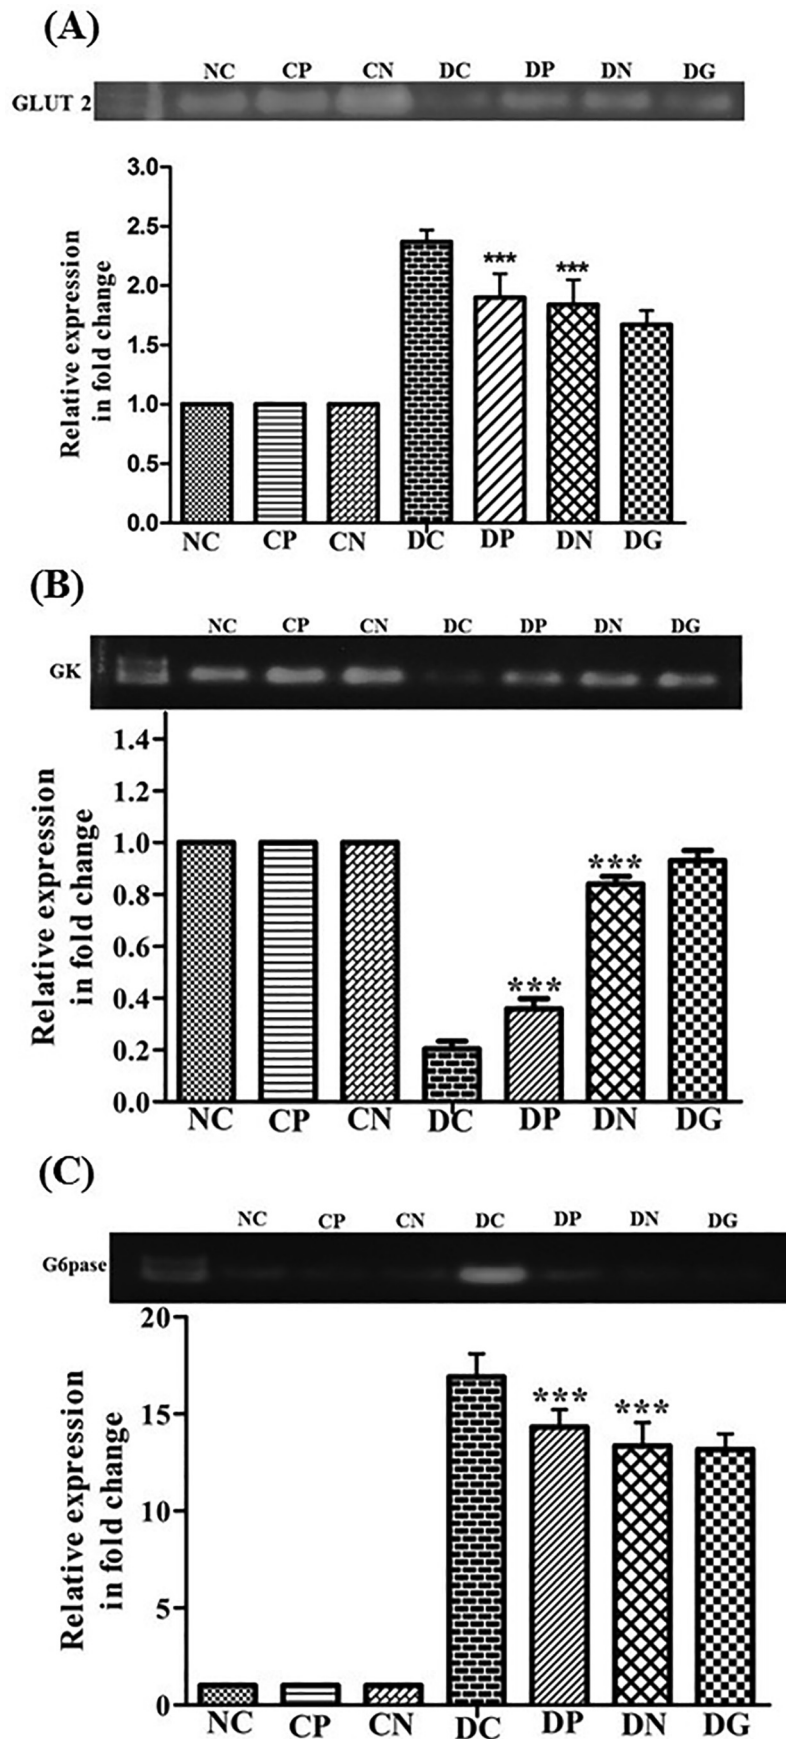 (A)
NC CP CN DC DP DN DG
GLUT 2
3.0
2.5
2.0
1.5
1.0
0.5
0.0
Relative expression
in fold change
*** ***
NC CP CN DC DP DN DG
(B)
NC CP CN DC DP DN DG
GK
1.4
1.2
1.0
0.8
0.6
0.4
0.2
0.0
Relative expression
in fold change
*** ***
NC CP CN DC DP DN DG
(C)
NC CP CN DC DP DN DG
G6pase
20
15
10
5
0
Relative expression
in fold change
*** ***
NC CP CN DC DP DN DG